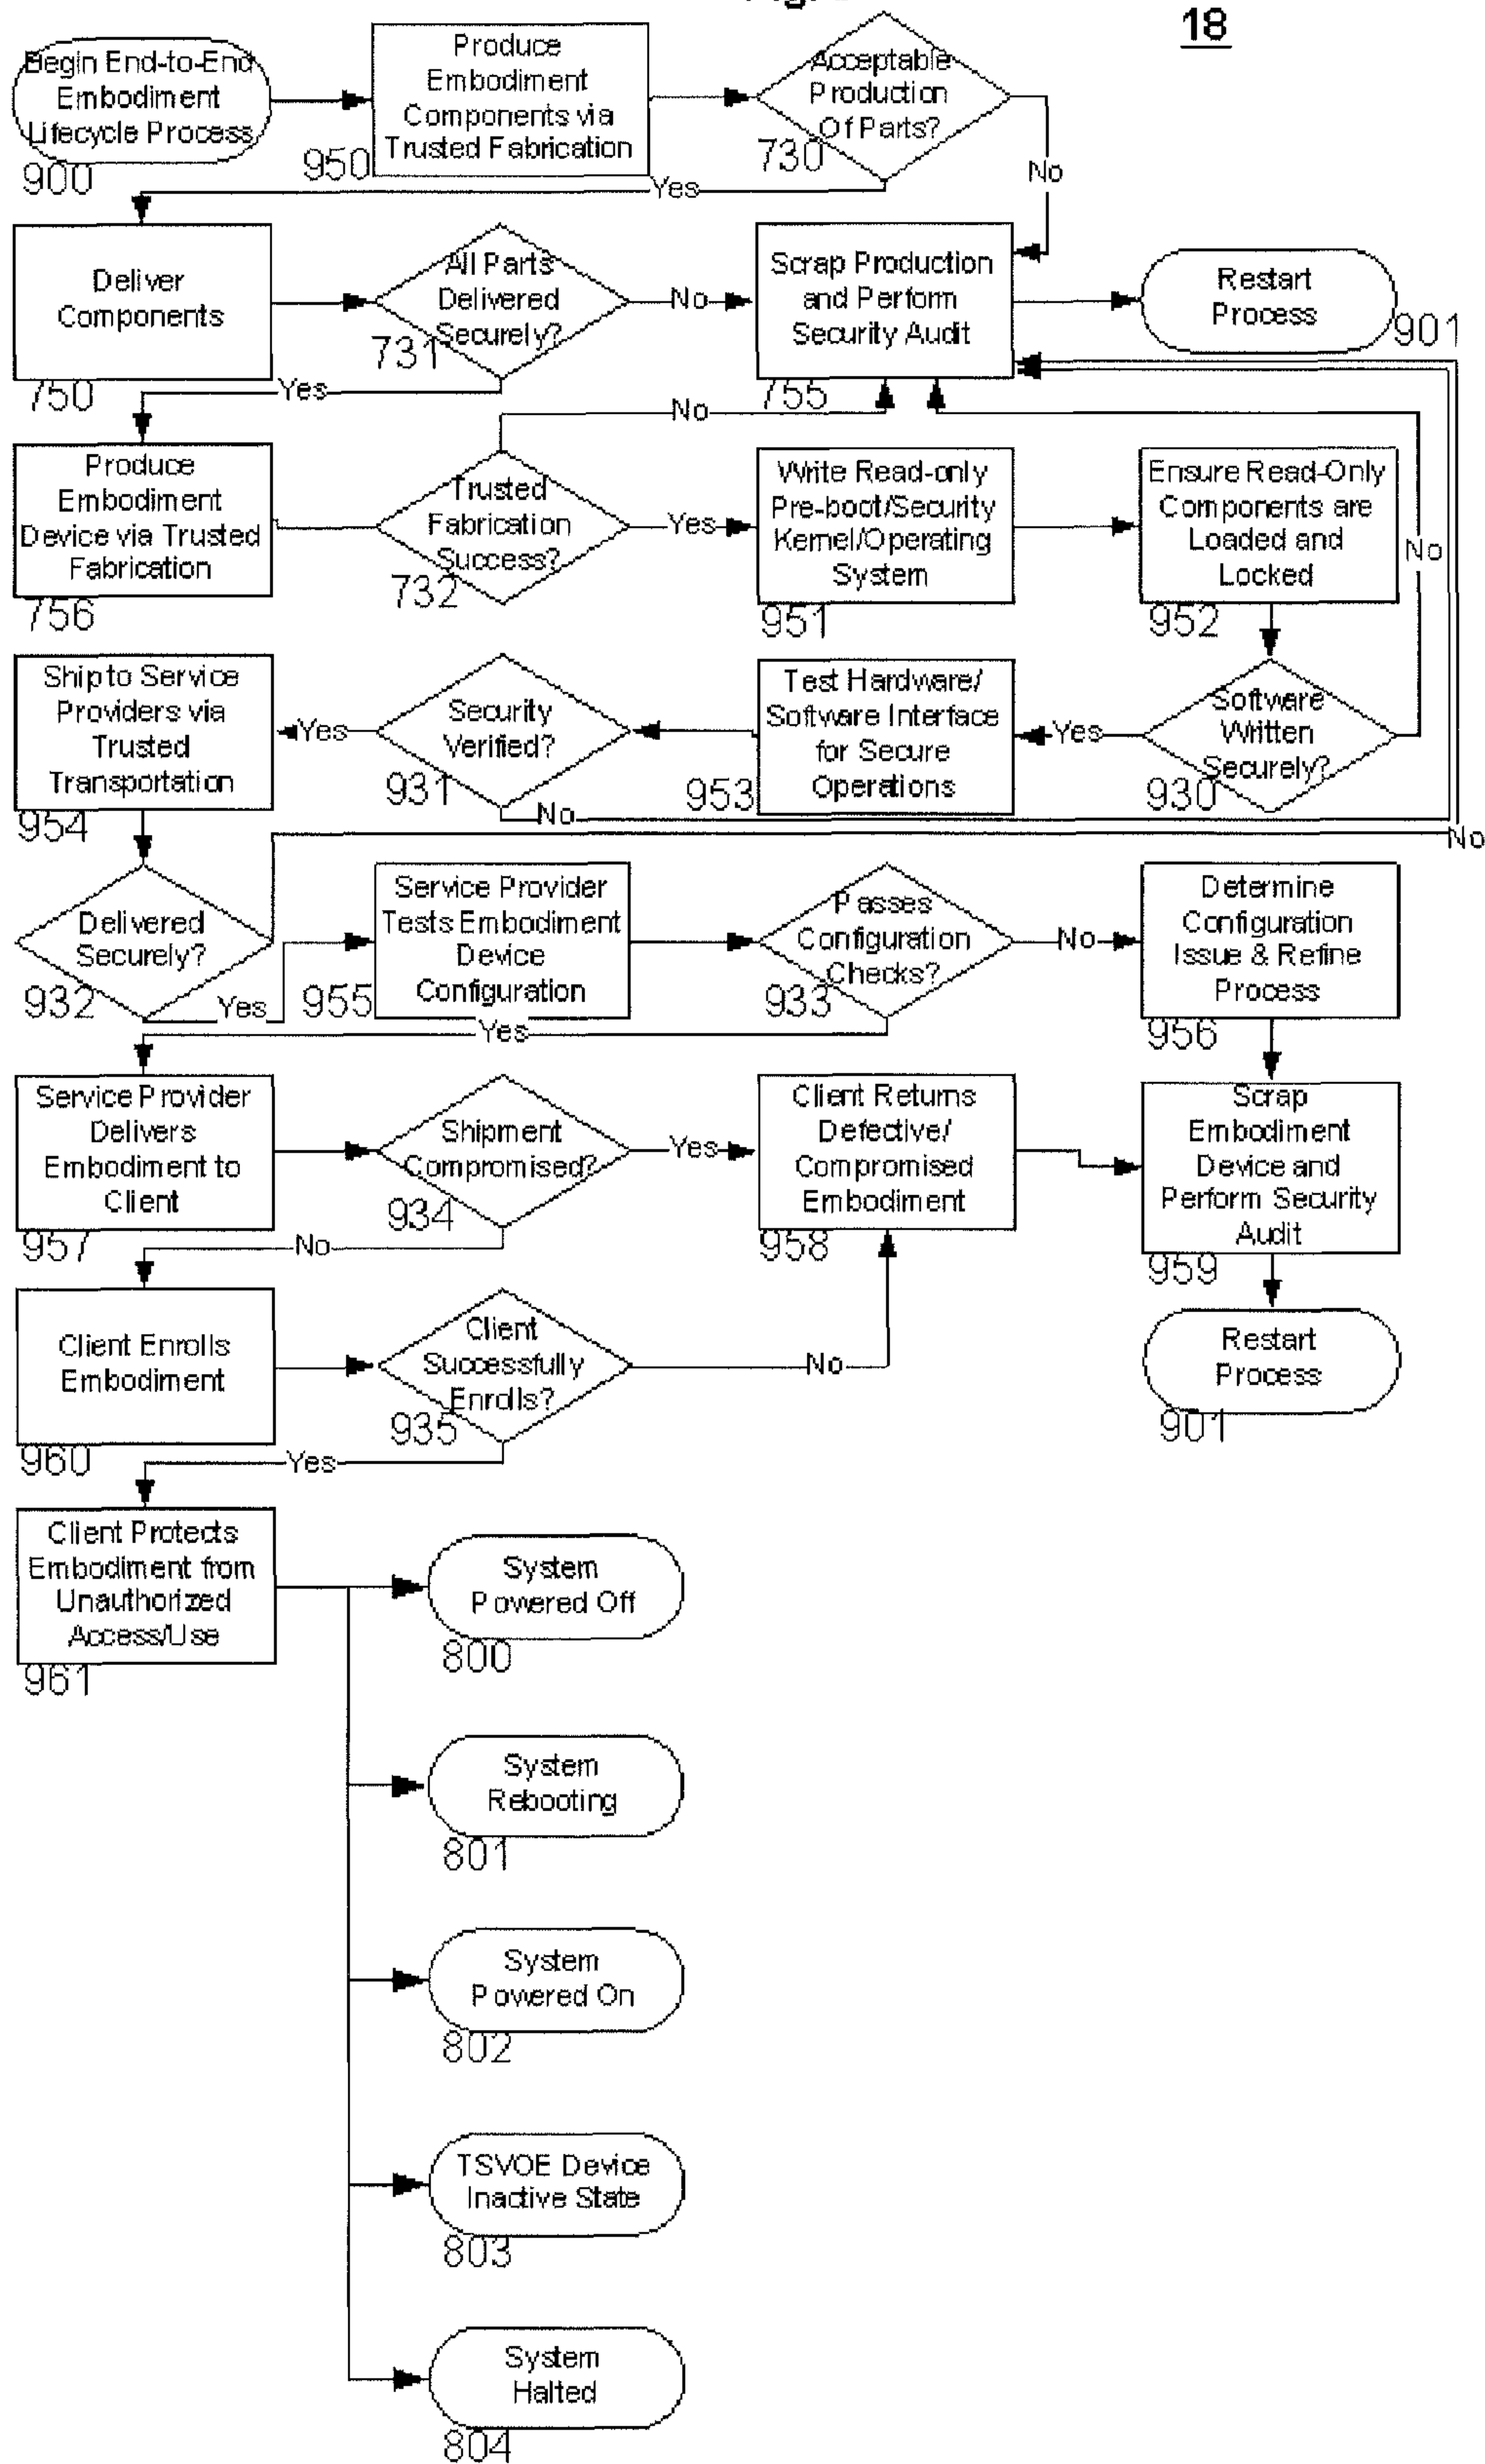 18
Begin End-to-End
Embodiment
Lifecycle Process
900
Produce
Embodiment
Components via
Trusted Fabrication
950
Acceptable
Production
Of Parts?
730
No
Yes
Deliver
Components
750
All Parts
Delivered
Securely?
731
No
Scrap Production
and Perform
Security Audit
755
Restart
Process
901
Yes
No
Produce
Embodiment
Device via Trusted
Fabrication
756
Trusted
Fabrication
Success?
732
Yes
Write Read-only
Pre-boot/Security
Kernel/Operating
System
951
Ensure Read-Only
Components are
Loaded and
Locked
952
No
Ship to Service
Providers via
Trusted
Transportation
954
Yes
Security
Verified?
931
No
Test Hardware/
Software Interface
for Secure
Operations
953
Yes
Software
Written
Securely?
930
No
Delivered
Securely?
932
Yes
Service Provider
Tests Embodiment
Device
Configuration
955
Passes
Configuration
Checks?
933
No
Determine
Configuration
Issue & Refine
Process
956
Yes
Service Provider
Delivers
Embodiment to
Client
957
Shipment
Compromised?
934
Yes
Client Returns
Defective/
Compromised
Embodiment
958
Scrap
Embodiment
Device and
Perform Security
Audit
959
No
Client Enrolls
Embodiment
960
Client
Successfully
Enrolls?
935
No
Restart
Process
901
Yes
Client Protects
Embodiment from
Unauthorized
Access/Use
961
System
Powered Off
800
System
Rebooting
801
System
Powered On
802
TSVOE Device
Inactive State
803
System
Halted
804